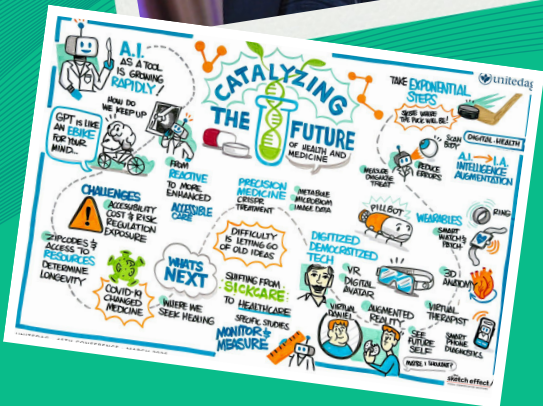 A.I.
AS A TOOL
IS GROWING
RAPIDLY!
HOW DO
WE KEEP UP
GPT IS LIKE
AN EBIKE
FOR YOUR
MIND...
FROM
REACTIVE
TO MORE
ENHANCED
ACCESSIBLE
CARE
CHALLENGES
ACCESSIBILITY
COST & RISK
REGULATION
EXPOSURE
ZIPCODES &
ACCESS TO
RESOURCES
DETERMINE
LONGEVITY
COVID-19
CHANGED
MEDICINE
WHATS
NEXT
WHERE WE
SEEK HEALING
CATALYZING
THE FUTURE
OF HEALTH AND
MEDICINE
PRECISION
MEDICINE
CRISPR
TREATMENT
METABOLIC
MICROBIOM
IMAGE DATA
DIFFICULTY
IS LETTING GO
OF OLD IDEAS
SHIFTING FROM
SICKCARE
TO HEALTHCARE
SPECIFIC STUDIES
MONITOR &
MEASURE
TAKE EXPONENTIAL
STEPS
SKATE WHERE
THE PUCK WILL BE!
unitedag
DIGITAL HEALTH
SCAN
BODY
MEASURE
DIAGNOSE
TREAT
REDUCE
ERRORS
A.I. → I.A.
INTELLIGENCE
AUGMENTATION
PILLBOT
WEARABLES
RING
SMART
WATCH &
PATCH
DIGITIZED
DEMOCRITIZED
TECH
VR
DIGITAL
AVATAR
3D
ANATOMY
VIRTUAL
DANIEL
AUGMENTED
REALITY
VIRTUAL
THERAPIST
SEE
FUTURE
SELF
SMART
PHONE
DIAGNOSTICS
MAYBE I SHOULDN'T
sketch effect